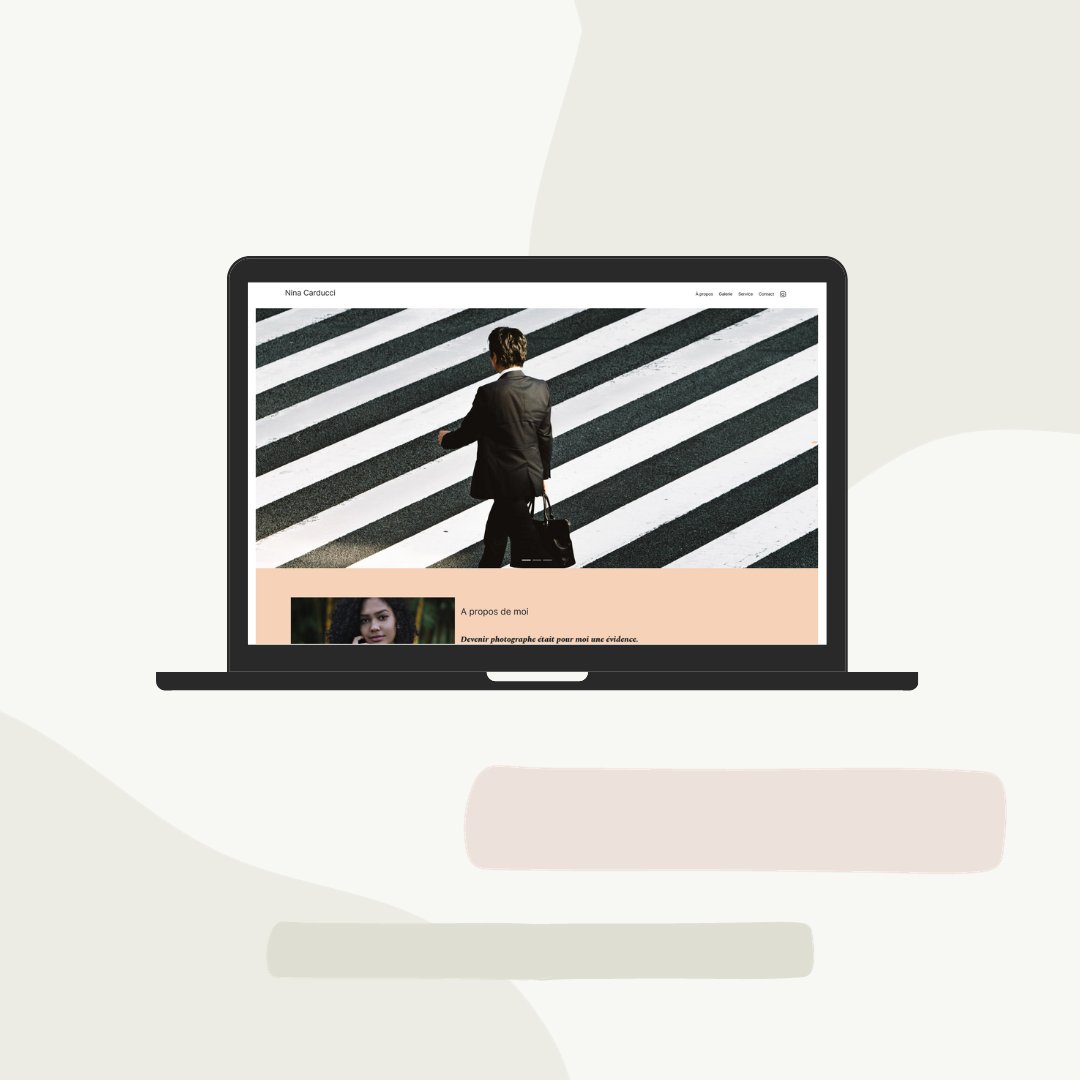 Nina Carducci
À propos Galerie Service Contact
A propos de moi
Devenir photographe était pour moi une évidence.